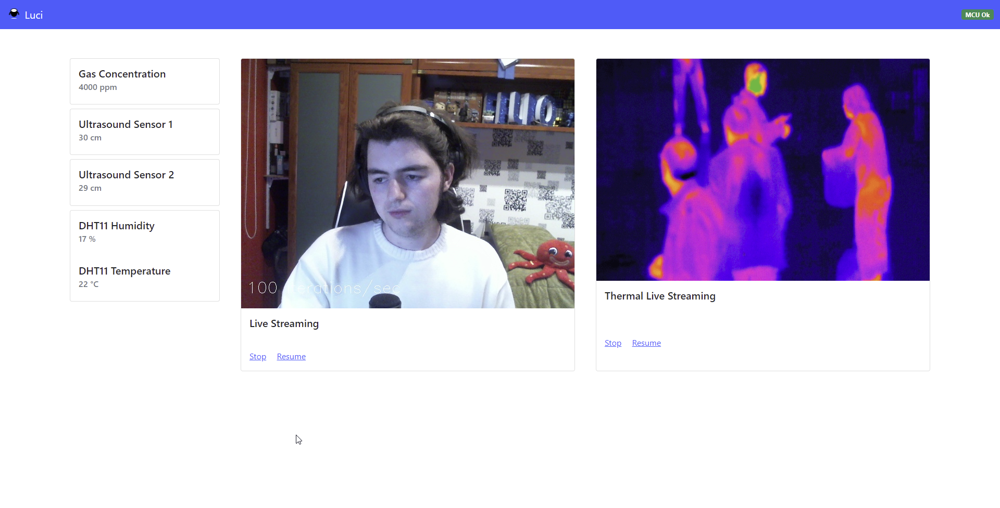 Luci
MCU Ok
Gas Concentration
4000 ppm
Ultrasound Sensor 1
30 cm
Ultrasound Sensor 2
29 cm
DHT11 Humidity
17 %
DHT11 Temperature
22 °C
100 iterations/sec
Live Streaming
Stop Resume
Thermal Live Streaming
Stop Resume